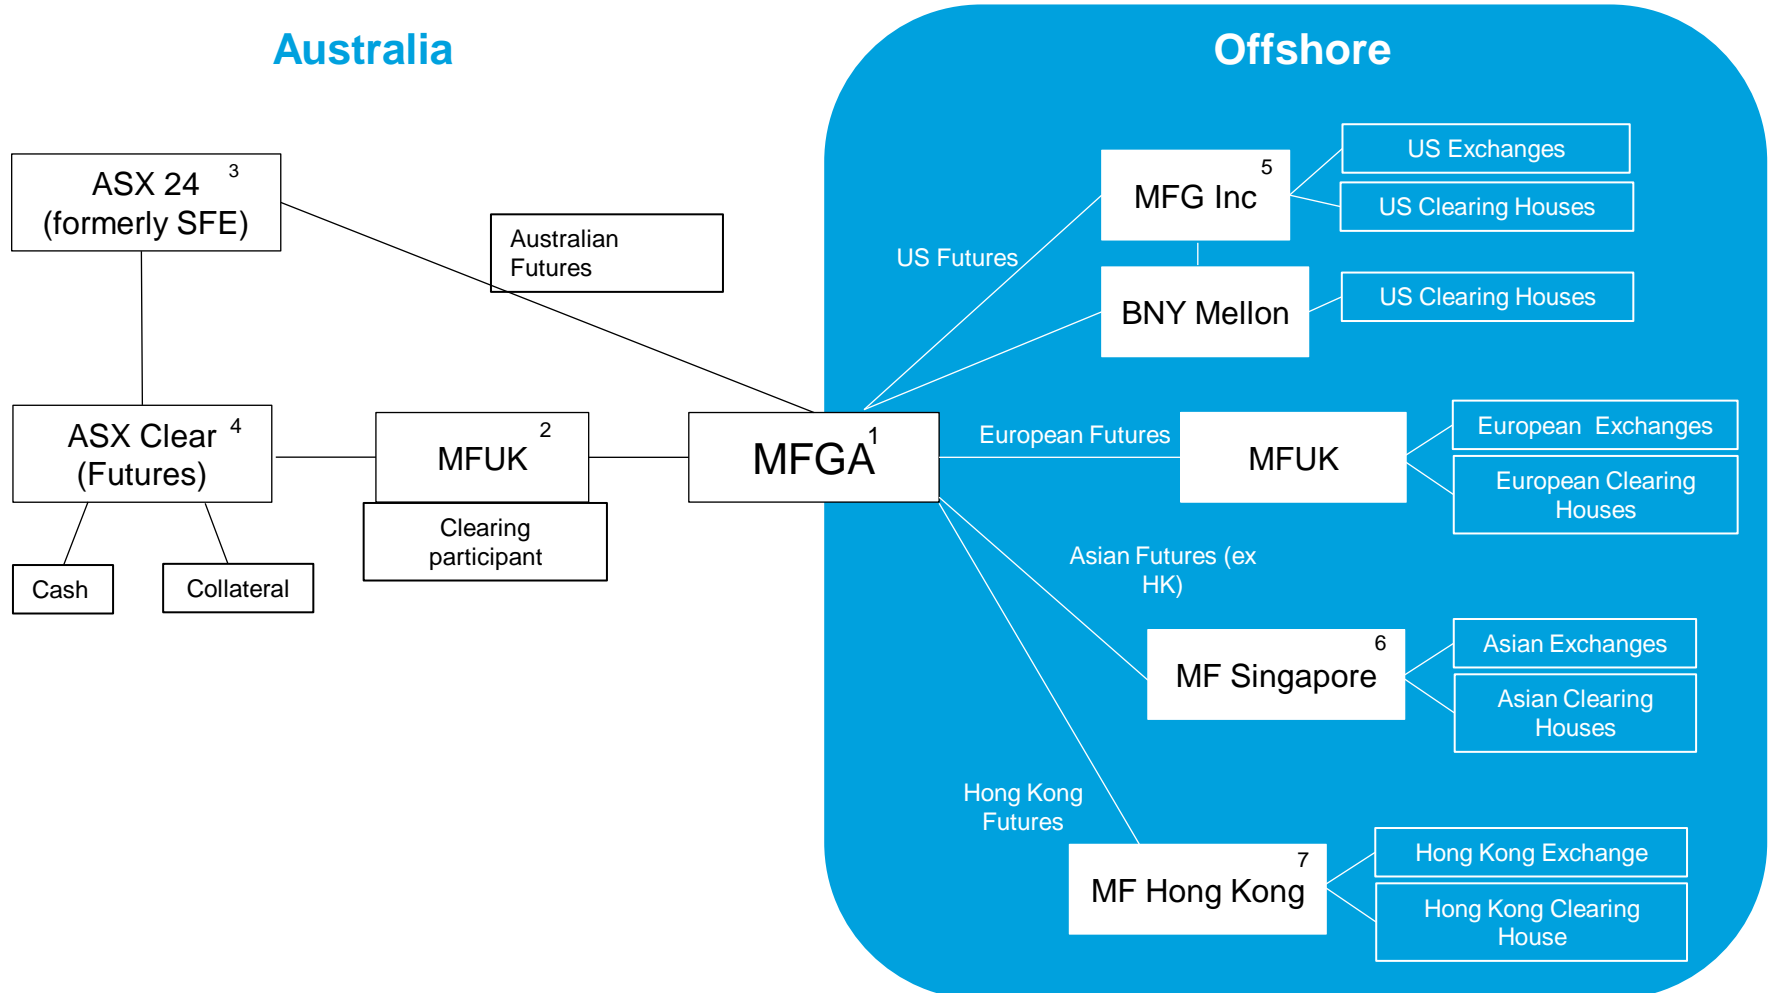 Australia
Offshore
ASX 24 3
(formerly SFE)
Australian
Futures
ASX Clear 4
(Futures)
MFUK 2
Clearing
participant
MFGA 1
Cash
Collateral
US Futures
MFG Inc 5
US Exchanges
US Clearing Houses
BNY Mellon
US Clearing Houses
European Futures
MFUK
European Exchanges
European Clearing
Houses
Asian Futures (ex
HK)
MF Singapore 6
Asian Exchanges
Asian Clearing
Houses
Hong Kong
Futures
MF Hong Kong 7
Hong Kong Exchange
Hong Kong Clearing
House